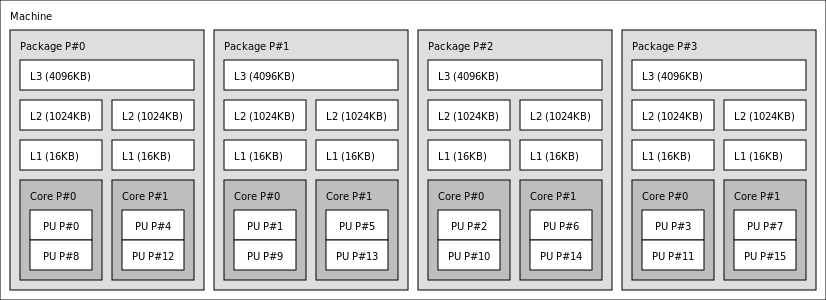 Machine
Package P#0
L3 (4096KB)
L2 (1024KB)
L2 (1024KB)
L1 (16KB)
L1 (16KB)
Core P#0
PU P#0
PU P#8
Core P#1
PU P#4
PU P#12
Package P#1
L3 (4096KB)
L2 (1024KB)
L2 (1024KB)
L1 (16KB)
L1 (16KB)
Core P#0
PU P#1
PU P#9
Core P#1
PU P#5
PU P#13
Package P#2
L3 (4096KB)
L2 (1024KB)
L2 (1024KB)
L1 (16KB)
L1 (16KB)
Core P#0
PU P#2
PU P#10
Core P#1
PU P#6
PU P#14
Package P#3
L3 (4096KB)
L2 (1024KB)
L2 (1024KB)
L1 (16KB)
L1 (16KB)
Core P#0
PU P#3
PU P#11
Core P#1
PU P#7
PU P#15